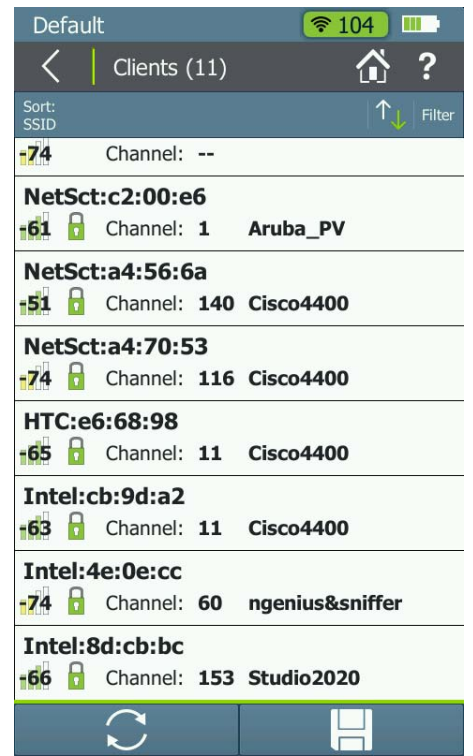 Default 104
Clients (11) ?
Sort:
SSID Filter
-74 Channel: --
NetSct:c2:00:e6
-61 Channel: 1 Aruba_PV
NetSct:a4:56:6a
-51 Channel: 140 Cisco4400
NetSct:a4:70:53
-74 Channel: 116 Cisco4400
HTC:e6:68:98
-65 Channel: 11 Cisco4400
Intel:cb:9d:a2
-63 Channel: 11 Cisco4400
Intel:4e:0e:cc
-74 Channel: 60 ngenius&sniffer
Intel:8d:cb:bc
-66 Channel: 153 Studio2020